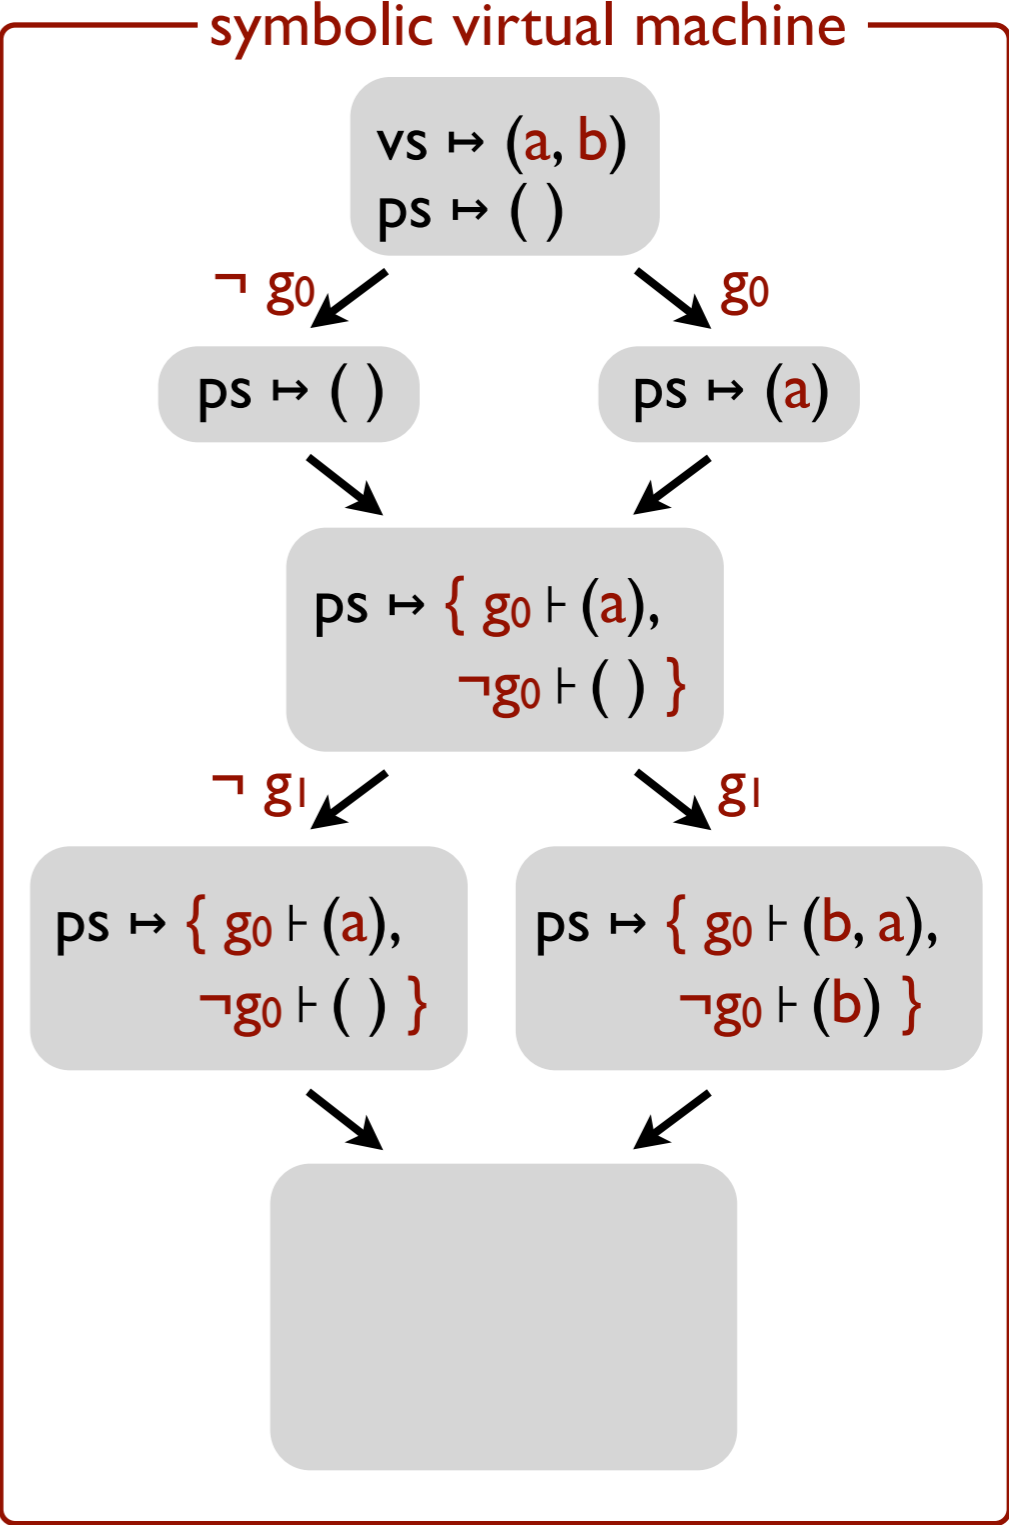 symbolic virtual machine
vs ↦ (a, b)
ps ↦ ( )
¬ g₀
g₀
ps ↦ ( )
ps ↦ (a)
ps ↦ { g₀ ⊦ (a),
¬g₀ ⊦ ( ) }
¬ g₁
g₁
ps ↦ { g₀ ⊦ (a),
¬g₀ ⊦ ( ) }
ps ↦ { g₀ ⊦ (b, a),
¬g₀ ⊦ (b) }